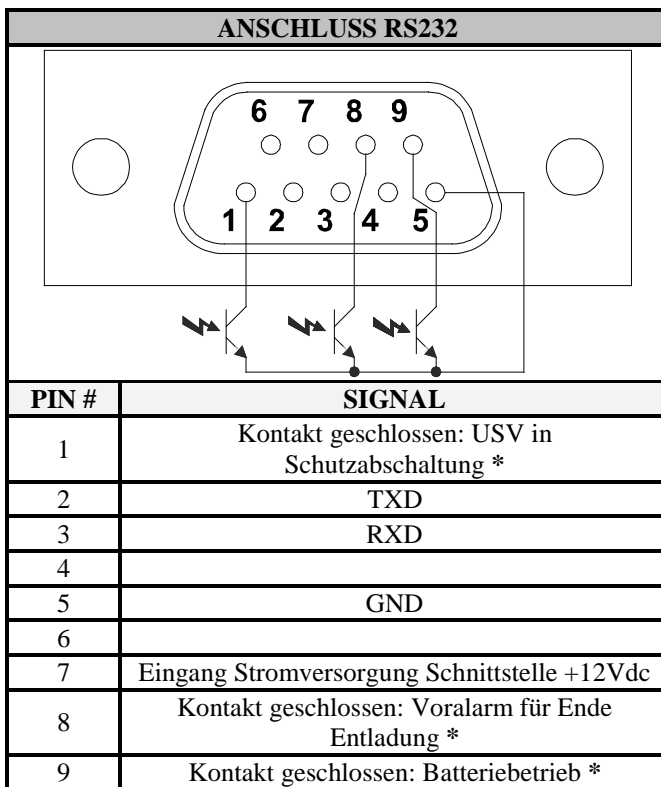 ANSCHLUSS RS232
6 7 8 9
1 2 3 4 5
PIN # SIGNAL
1 Kontakt geschlossen: USV in
Schutzabschaltung *
2 TXD
3 RXD
4
5 GND
6
7 Eingang Stromversorgung Schnittstelle +12Vdc
8 Kontakt geschlossen: Voralarm für Ende
Entladung *
9 Kontakt geschlossen: Batteriebetrieb *